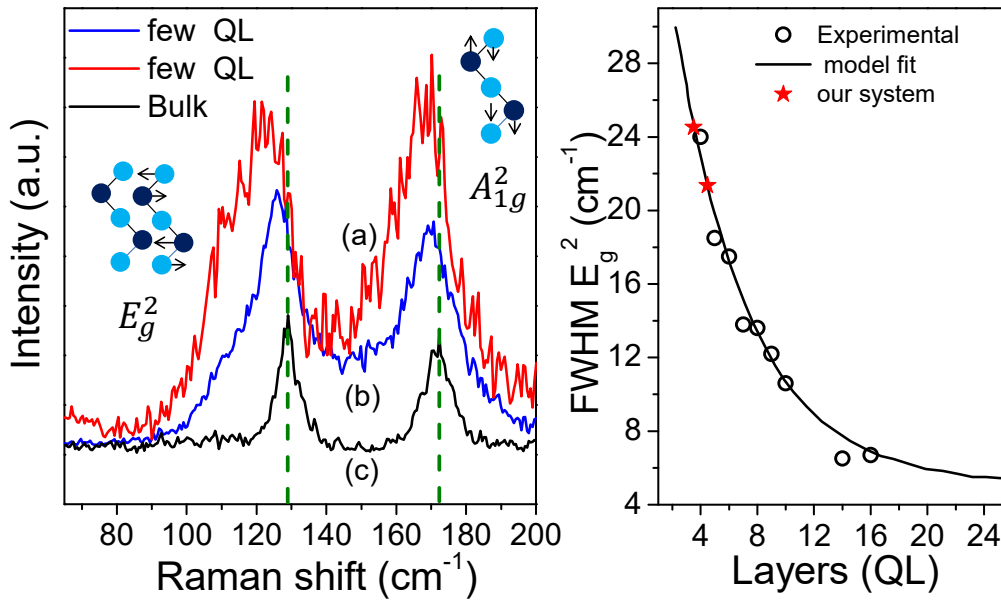 few QL
few QL
Bulk
E_g^2
A_{1g}^2
(a)
(b)
(c)
Intensity (a.u.)
80 100 120 140 160 180 200
Raman shift (cm⁻¹)
Experimental
model fit
our system
FWHM E_g^2 (cm⁻¹)
28
24
20
16
12
8
4
4 8 12 16 20 24
Layers (QL)